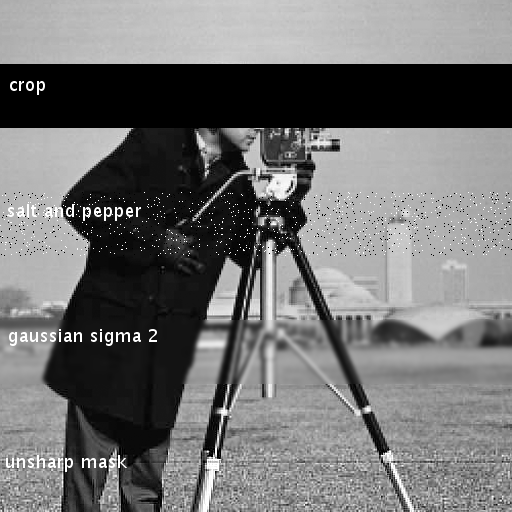 crop
salt and pepper
gaussian sigma 2
unsharp mask